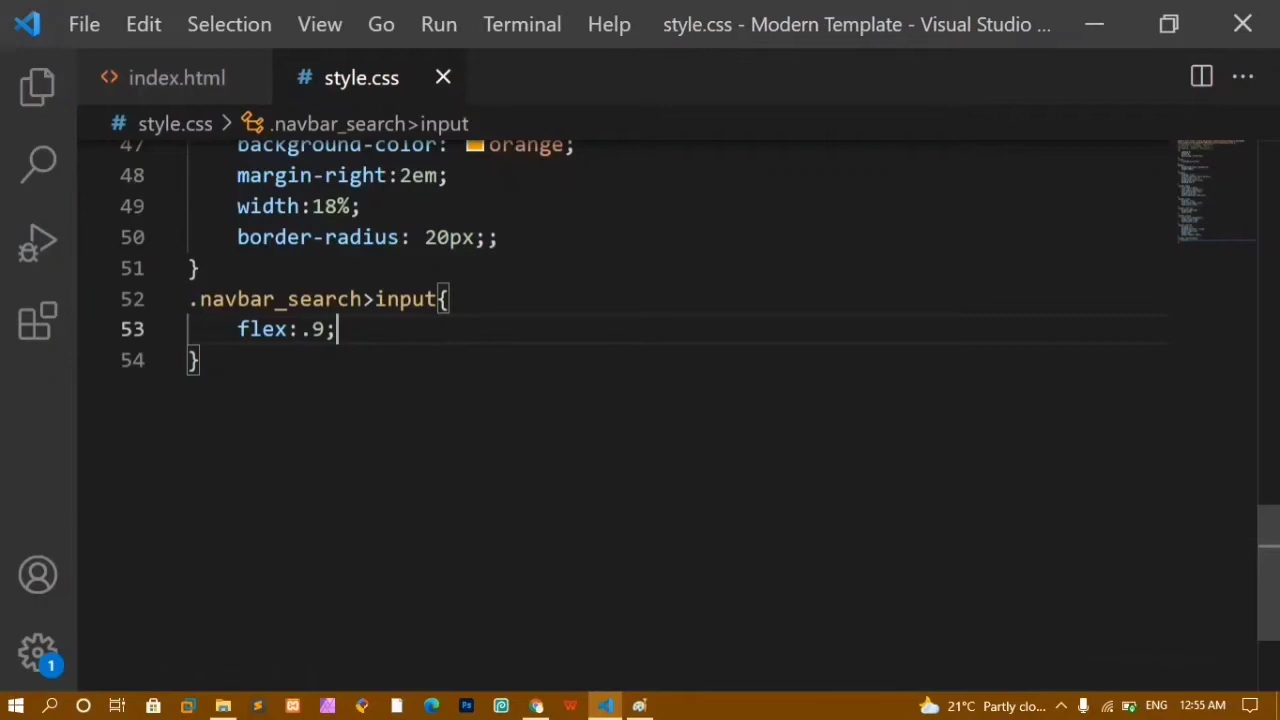 File Edit Selection View Go Run Terminal Help style.css - Modern Template - Visual Studio ...
index.html style.css
# style.css > .navbar_search>input
47 background-color: orange;
48 margin-right:2em;
49 width:18%;
50 border-radius: 20px;;
51 }
52 .navbar_search>input{
53 flex:.9;
54 }
1
21°C Partly clo... ENG 12:55 AM